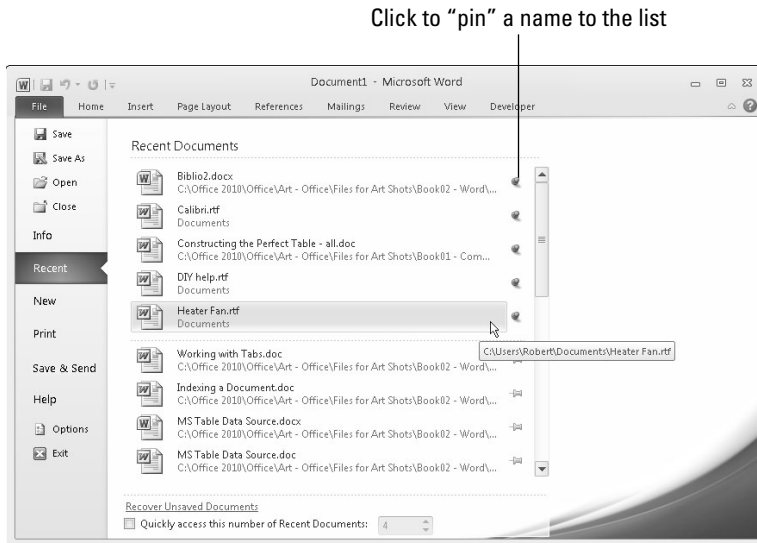 Click to “pin” a name to the list
Document1 - Microsoft Word
File Home Insert Page Layout References Mailings Review View Developer
Save
Save As
Open
Close
Info
Recent
New
Print
Save & Send
Help
Options
Exit
Recent Documents
Biblio2.docx
C:\Office 2010\Office\Art - Office\Files for Art Shots\Book02 - Word\...
Calibri.rtf
Documents
Constructing the Perfect Table - all.doc
C:\Office 2010\Office\Art - Office\Files for Art Shots\Book01 - Com...
DIY help.rtf
Documents
Heater Fan.rtf
Documents
C:\Users\Robert\Documents\Heater Fan.rtf
Working with Tabs.doc
C:\Office 2010\Office\Art - Office\Files for Art Shots\Book02 - Word\...
Indexing a Document.doc
C:\Office 2010\Office\Art - Office\Files for Art Shots\Book02 - Word\...
MS Table Data Source.docx
C:\Office 2010\Office\Art - Office\Files for Art Shots\Book02 - Word\...
MS Table Data Source.doc
C:\Office 2010\Office\Art - Office\Files for Art Shots\Book02 - Word\...
Recover Unsaved Documents
Quickly access this number of Recent Documents: 4